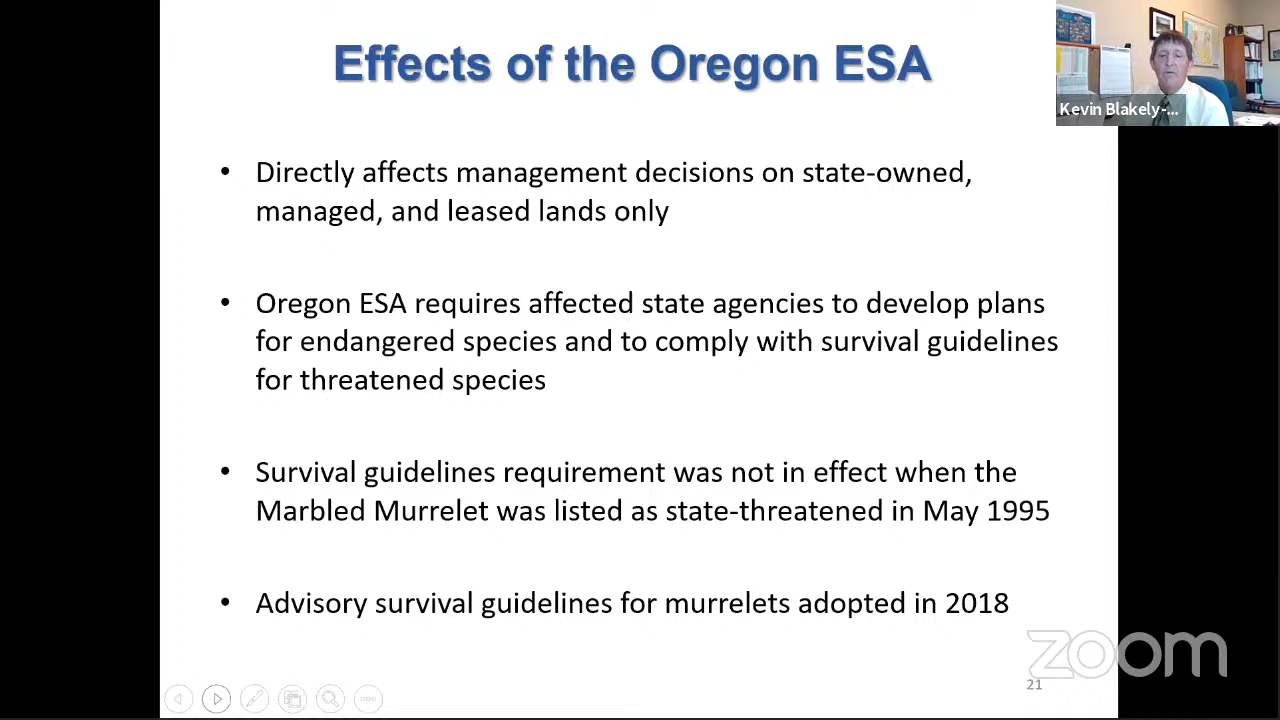 Effects of the Oregon ESA
Kevin Blakely-...
• Directly affects management decisions on state-owned,
managed, and leased lands only
• Oregon ESA requires affected state agencies to develop plans
for endangered species and to comply with survival guidelines
for threatened species
• Survival guidelines requirement was not in effect when the
Marbled Murrelet was listed as state-threatened in May 1995
• Advisory survival guidelines for murrelets adopted in 2018
zoom
21